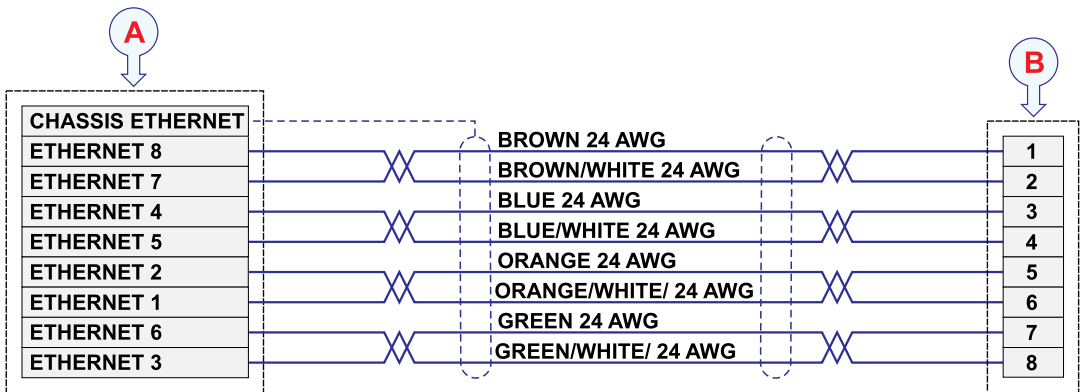 A
B
CHASSIS ETHERNET
ETHERNET 8
BROWN 24 AWG
1
ETHERNET 7
BROWN/WHITE 24 AWG
2
ETHERNET 4
BLUE 24 AWG
3
ETHERNET 5
BLUE/WHITE 24 AWG
4
ETHERNET 2
ORANGE 24 AWG
5
ETHERNET 1
ORANGE/WHITE/ 24 AWG
6
ETHERNET 6
GREEN 24 AWG
7
ETHERNET 3
GREEN/WHITE/ 24 AWG
8